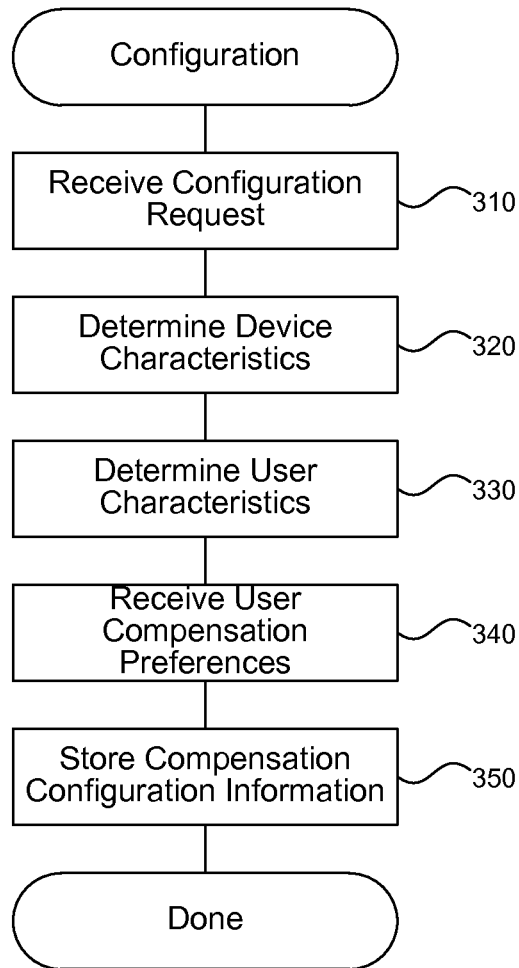 Configuration
Receive Configuration
Request
310
Determine Device
Characteristics
320
Determine User
Characteristics
330
Receive User
Compensation
Preferences
340
Store Compensation
Configuration Information
350
Done